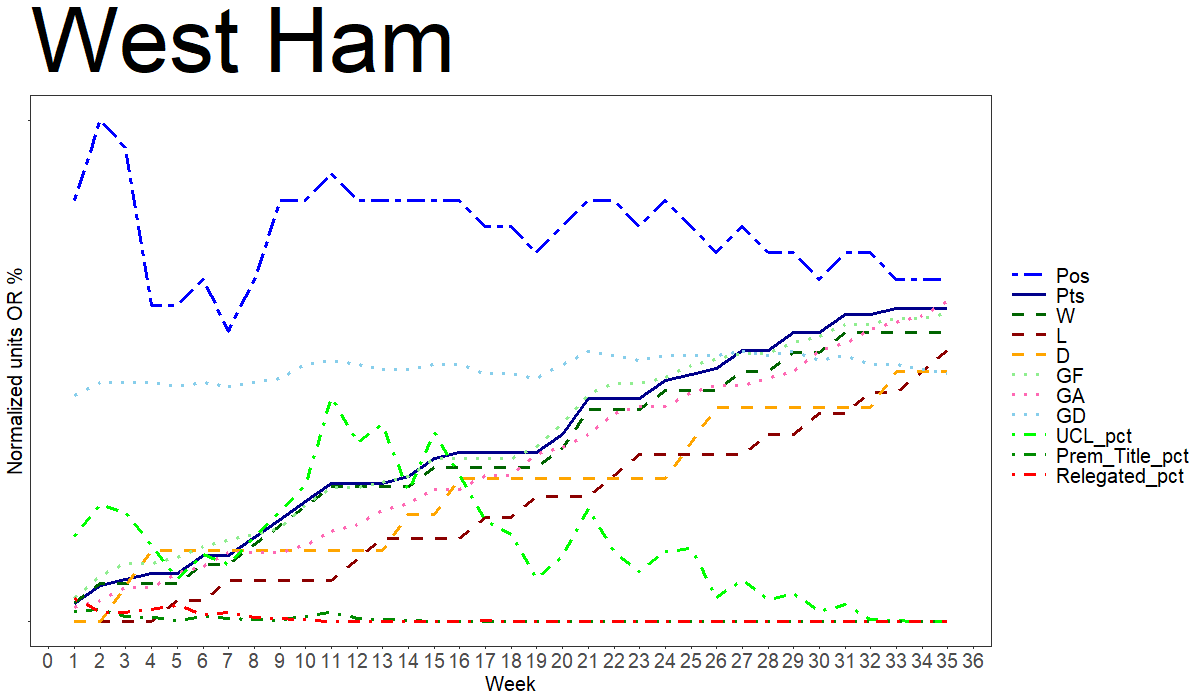 West Ham
Normalized units OR %
Pos
Pts
W
L
D
GF
GA
GD
UCL_pct
Prem_Title_pct
Relegated_pct
0 1 2 3 4 5 6 7 8 9 10 11 12 13 14 15 16 17 18 19 20 21 22 23 24 25 26 27 28 29 30 31 32 33 34 35 36
Week